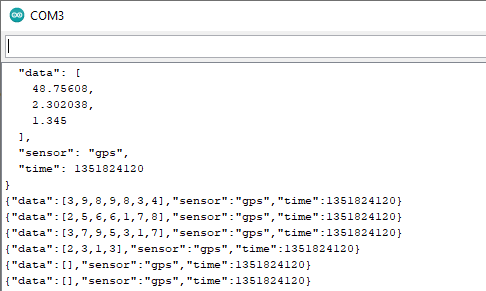 COM3
"data": [
48.75608,
2.302038,
1.345
],
"sensor": "gps",
"time": 1351824120
}
{"data":[3,9,8,9,8,3,4],"sensor":"gps","time":1351824120}
{"data":[2,5,6,6,1,7,8],"sensor":"gps","time":1351824120}
{"data":[3,7,9,5,3,1,7],"sensor":"gps","time":1351824120}
{"data":[2,3,1,3],"sensor":"gps","time":1351824120}
{"data":[],"sensor":"gps","time":1351824120}
{"data":[],"sensor":"gps","time":1351824120}